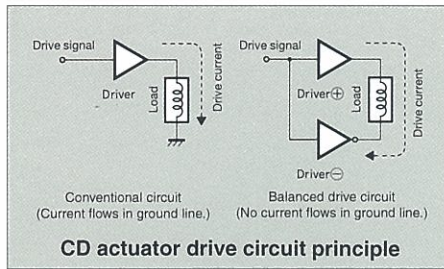 Drive signal
Driver
Load
Drive current
Conventional circuit
(Current flows in ground line.)
Drive signal
Driver⊕
Load
Drive current
Driver⊖
Balanced drive circuit
(No current flows in ground line.)
CD actuator drive circuit principle